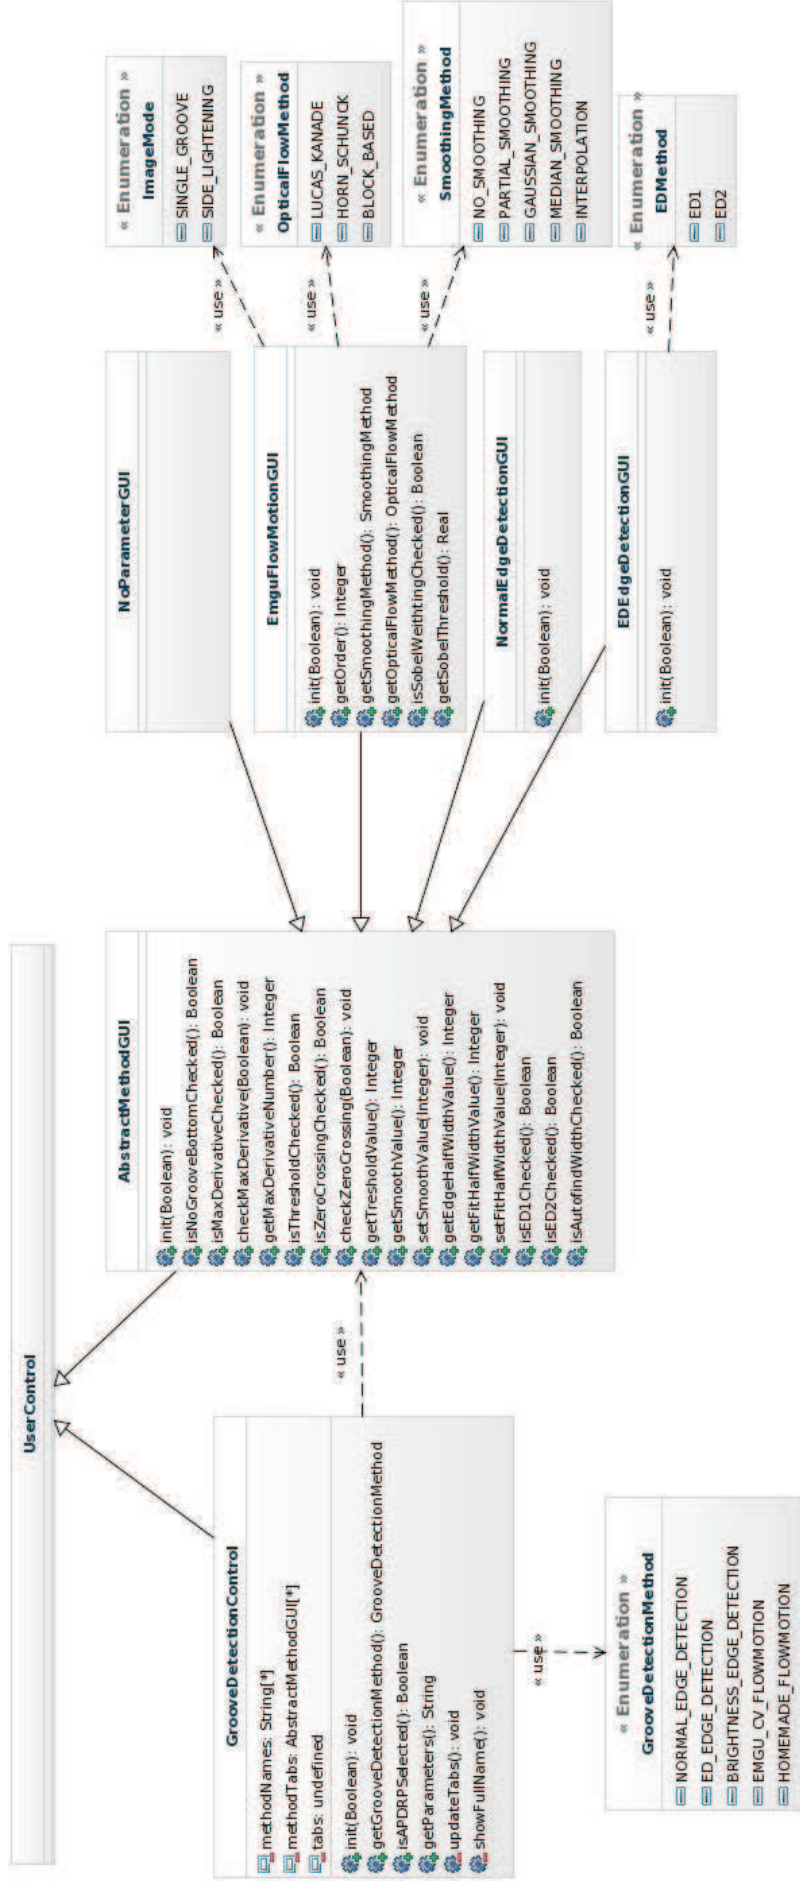 UserControl
GrooveDetectionControl
methodNames: String[*]
methodTabs: AbstractMethodGUI[*]
tabs: undefined
init(Boolean): void
getGrooveDetectionMethod(): GrooveDetectionMethod
isAPDRPSelected(): Boolean
getParameters(): String
updateTabs(): void
showFullName(): void
« use »
« Enumeration »
GrooveDetectionMethod
NORMAL_EDGE_DETECTION
ED_EDGE_DETECTION
BRIGHTNESS_EDGE_DETECTION
EMGU_CV_FLOWMOTION
HOMEMADE_FLOWMOTION
« use »
AbstractMethodGUI
init(Boolean): void
isNoGrooveBottomChecked(): Boolean
isMaxDerivativeChecked(): Boolean
checkMaxDerivative(Boolean): void
getMaxDerivativeNumber(): Integer
isThresholdChecked(): Boolean
isZeroCrossingChecked(): Boolean
checkZeroCrossing(Boolean): void
getTresholdValue(): Integer
getSmoothValue(): Integer
setSmoothValue(Integer): void
getEdgeHalfWidthValue(): Integer
getFitHalfWidthValue(): Integer
setFitHalfWidthValue(Integer): void
isED1Checked(): Boolean
isED2Checked(): Boolean
isAutofindWidthChecked(): Boolean
NoParameterGUI
EmguFlowMotionGUI
init(Boolean): void
getOrder(): Integer
getSmoothingMethod(): SmoothingMethod
getOpticalFlowMethod(): OpticalFlowMethod
isSobelWeihtingChecked(): Boolean
getSobelThreshold(): Real
NormalEdgeDetectionGUI
init(Boolean): void
EDEdgeDetectionGUI
init(Boolean): void
« use »
« use »
« use »
« use »
« Enumeration »
ImageMode
SINGLE_GROOVE
SIDE_LIGHTENING
« Enumeration »
OpticalFlowMethod
LUCAS_KANADE
HORN_SCHUNCK
BLOCK_BASED
« Enumeration »
SmoothingMethod
NO_SMOOTHING
PARTIAL_SMOOTHING
GAUSSIAN_SMOOTHING
MEDIAN_SMOOTHING
INTERPOLATION
« Enumeration »
EDMethod
ED1
ED2